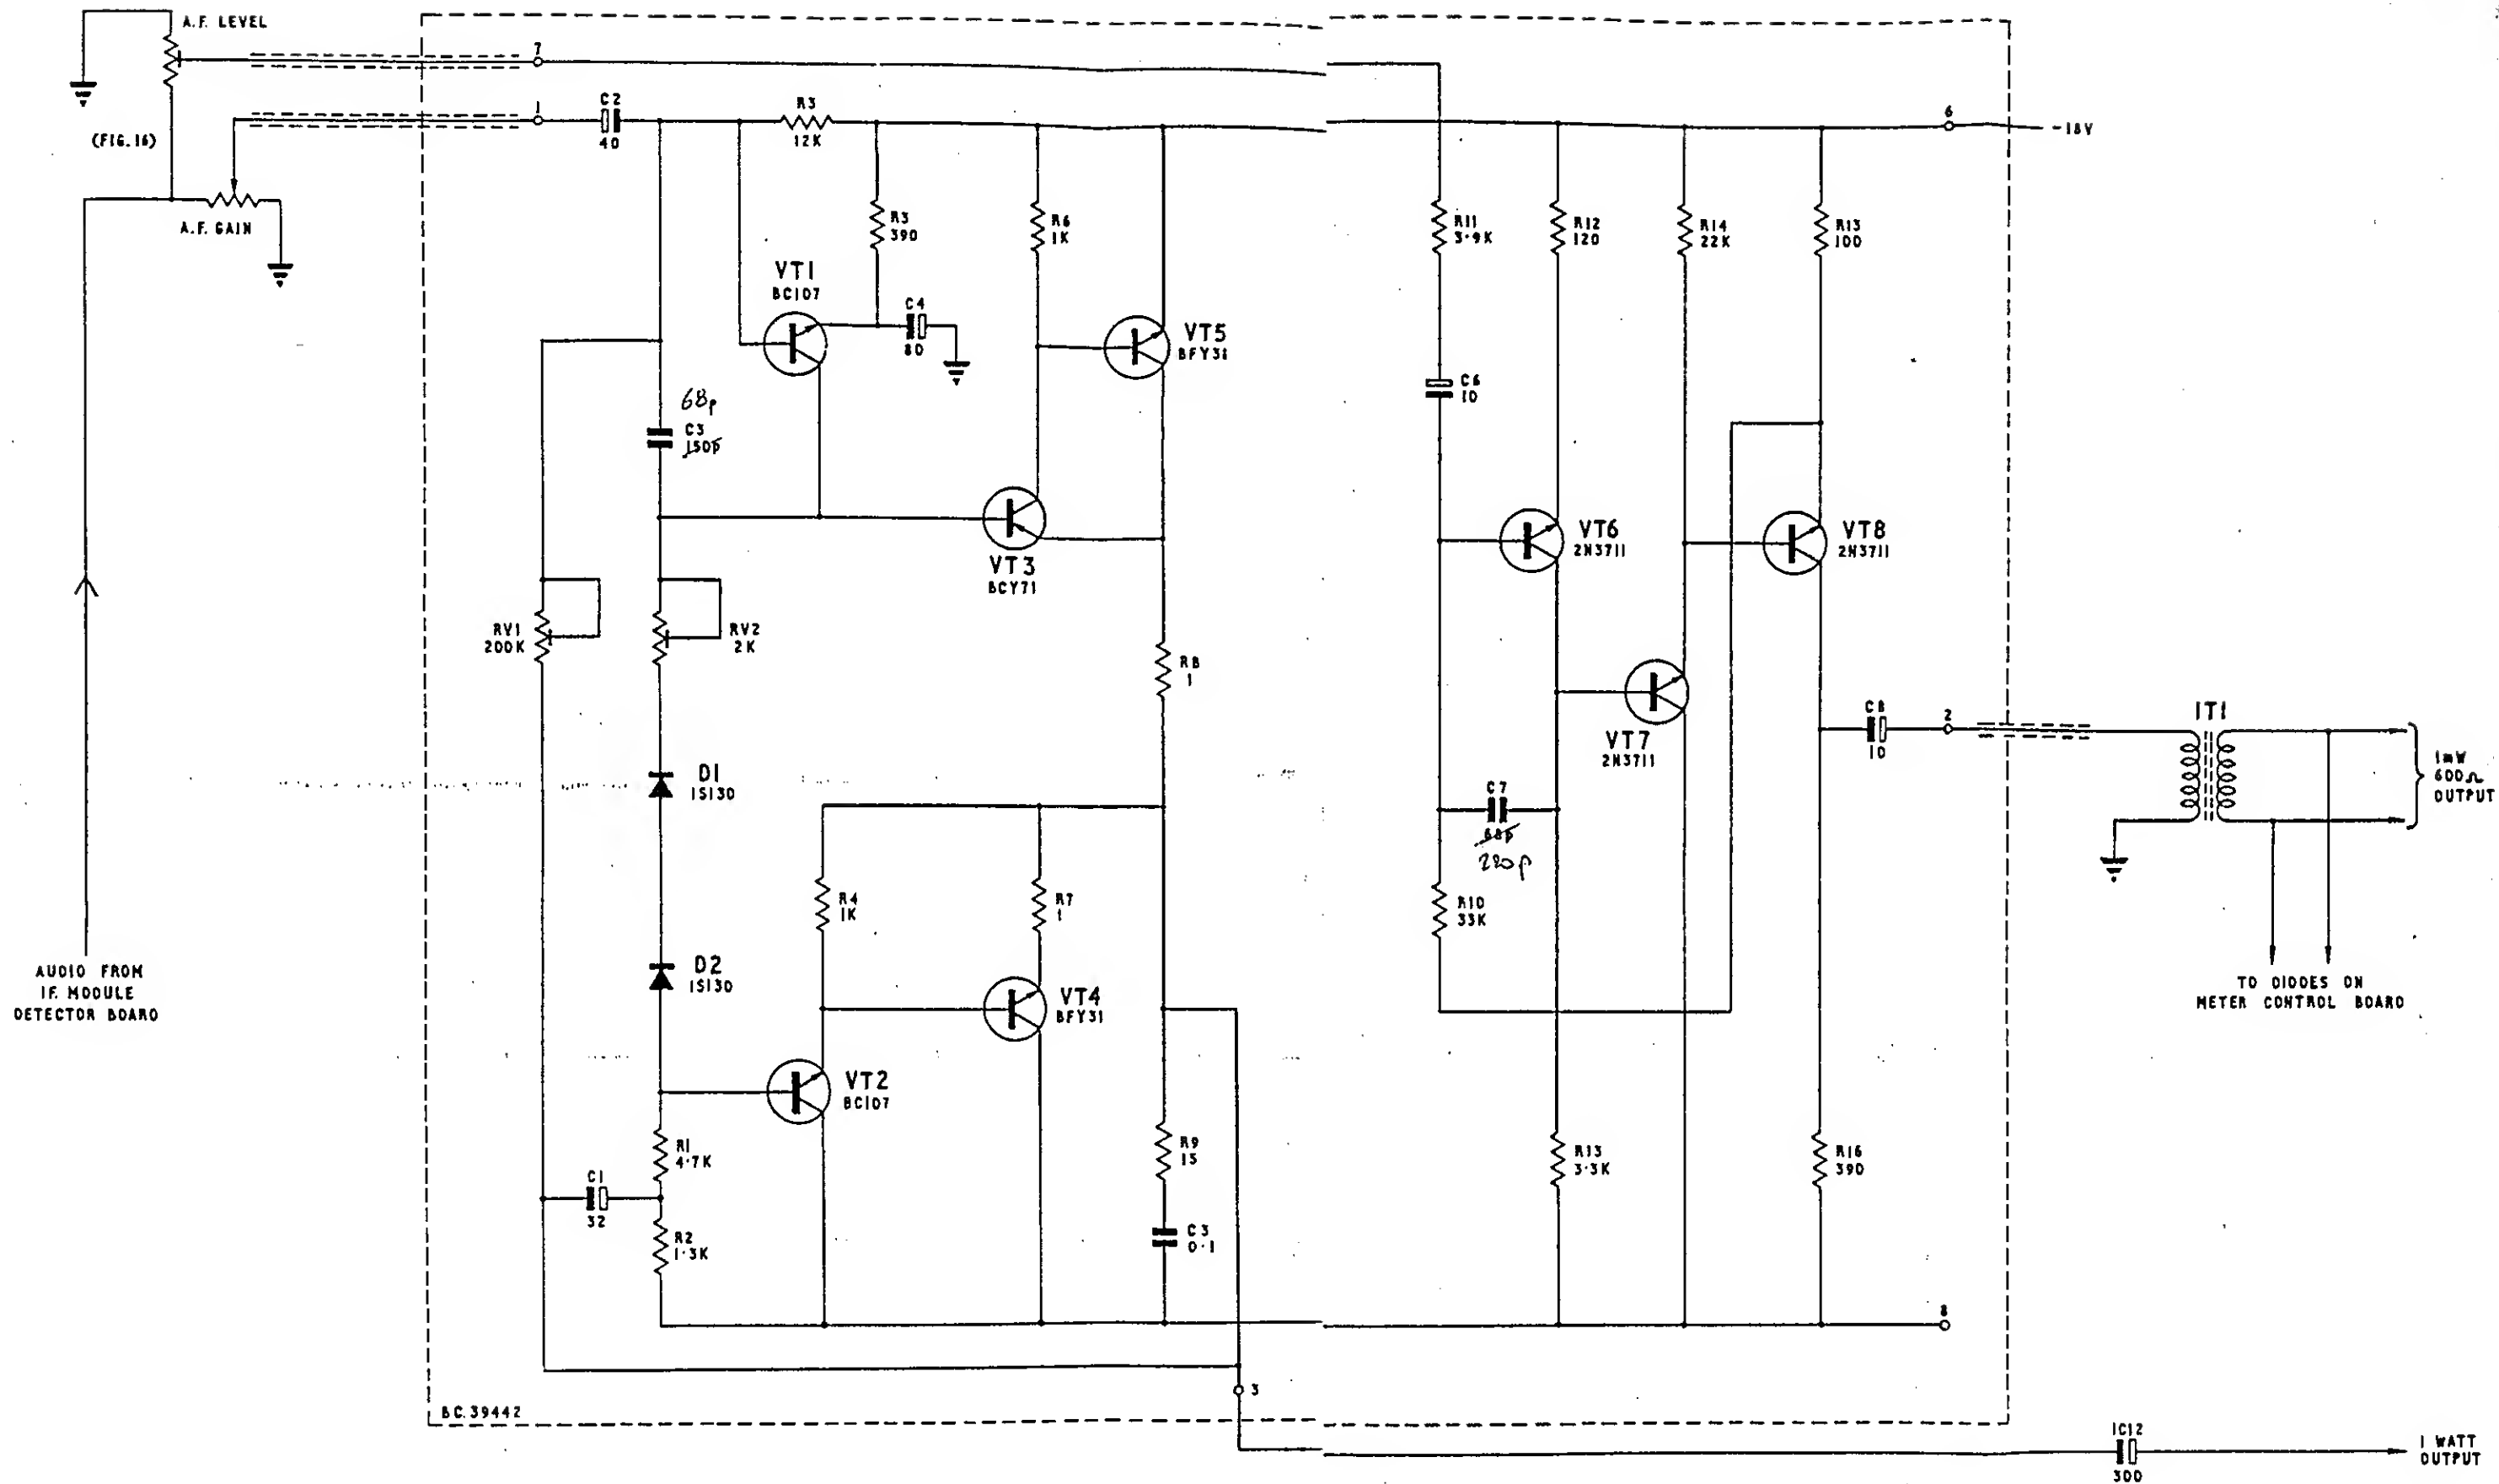 A.F. LEVEL
7
(FIG.16)
1
C2
40
R3
12K
6
-18V
A.F. GAIN
R3
390
R6
1K
R11
3·9K
R12
120
R14
22K
R13
100
VT1
BC107
C4
80
VT5
BFY31
C6
10
68p
C3
150p
VT3
BCY71
VT6
2N3711
VT8
2N3711
RV1
200K
RV2
2K
R8
1
VT7
2N3711
C8
10
2
1T1
1mW
600Ω
OUTPUT
D1
1S130
C7
68p
220p
R4
1K
R7
1
R10
33K
D2
1S130
VT4
BFY31
AUDIO FROM
I.F. MODULE
DETECTOR BOARD
TO DIODES ON
METER CONTROL BOARD
VT2
BC107
R1
4·7K
R9
15
R13
3·3K
R16
390
C1
32
R2
1·3K
C3
0·1
8
3
BC.39442
1C12
300
1 WATT
OUTPUT